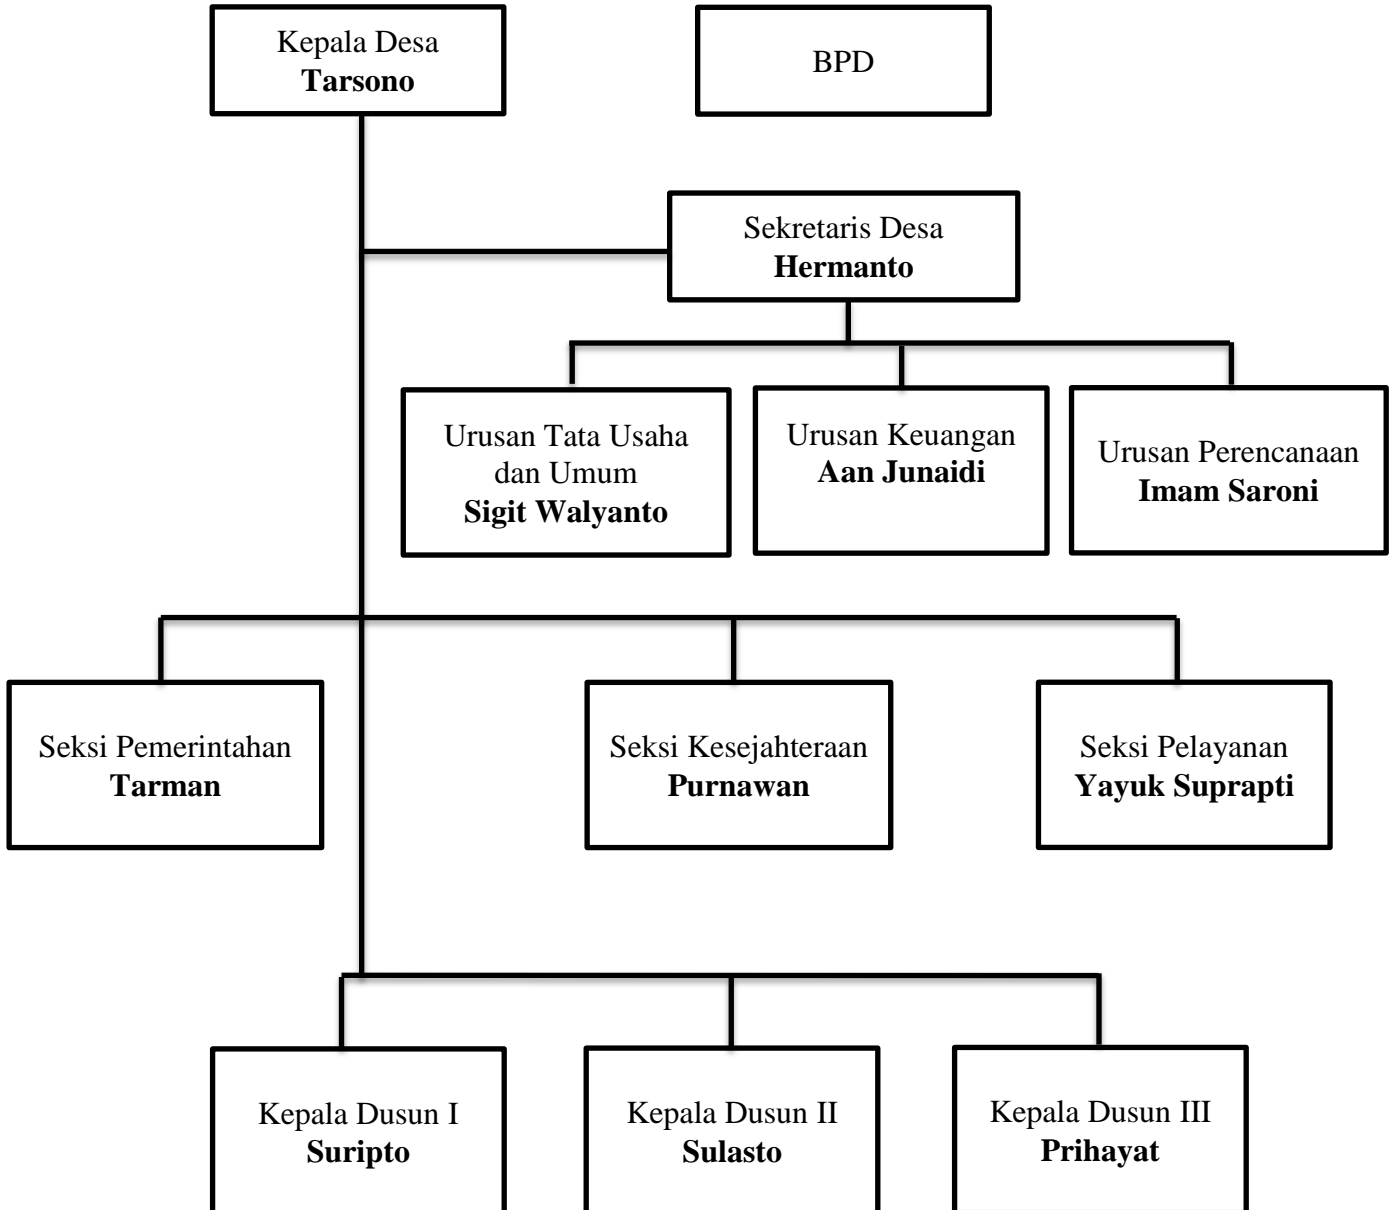 Kepala Desa
Tarsono
BPD
Sekretaris Desa
Hermanto
Urusan Tata Usaha
dan Umum
Sigit Walyanto
Urusan Keuangan
Aan Junaidi
Urusan Perencanaan
Imam Saroni
Seksi Pemerintahan
Tarman
Seksi Kesejahteraan
Purnawan
Seksi Pelayanan
Yayuk Suprapti
Kepala Dusun I
Suripto
Kepala Dusun II
Sulasto
Kepala Dusun III
Prihayat